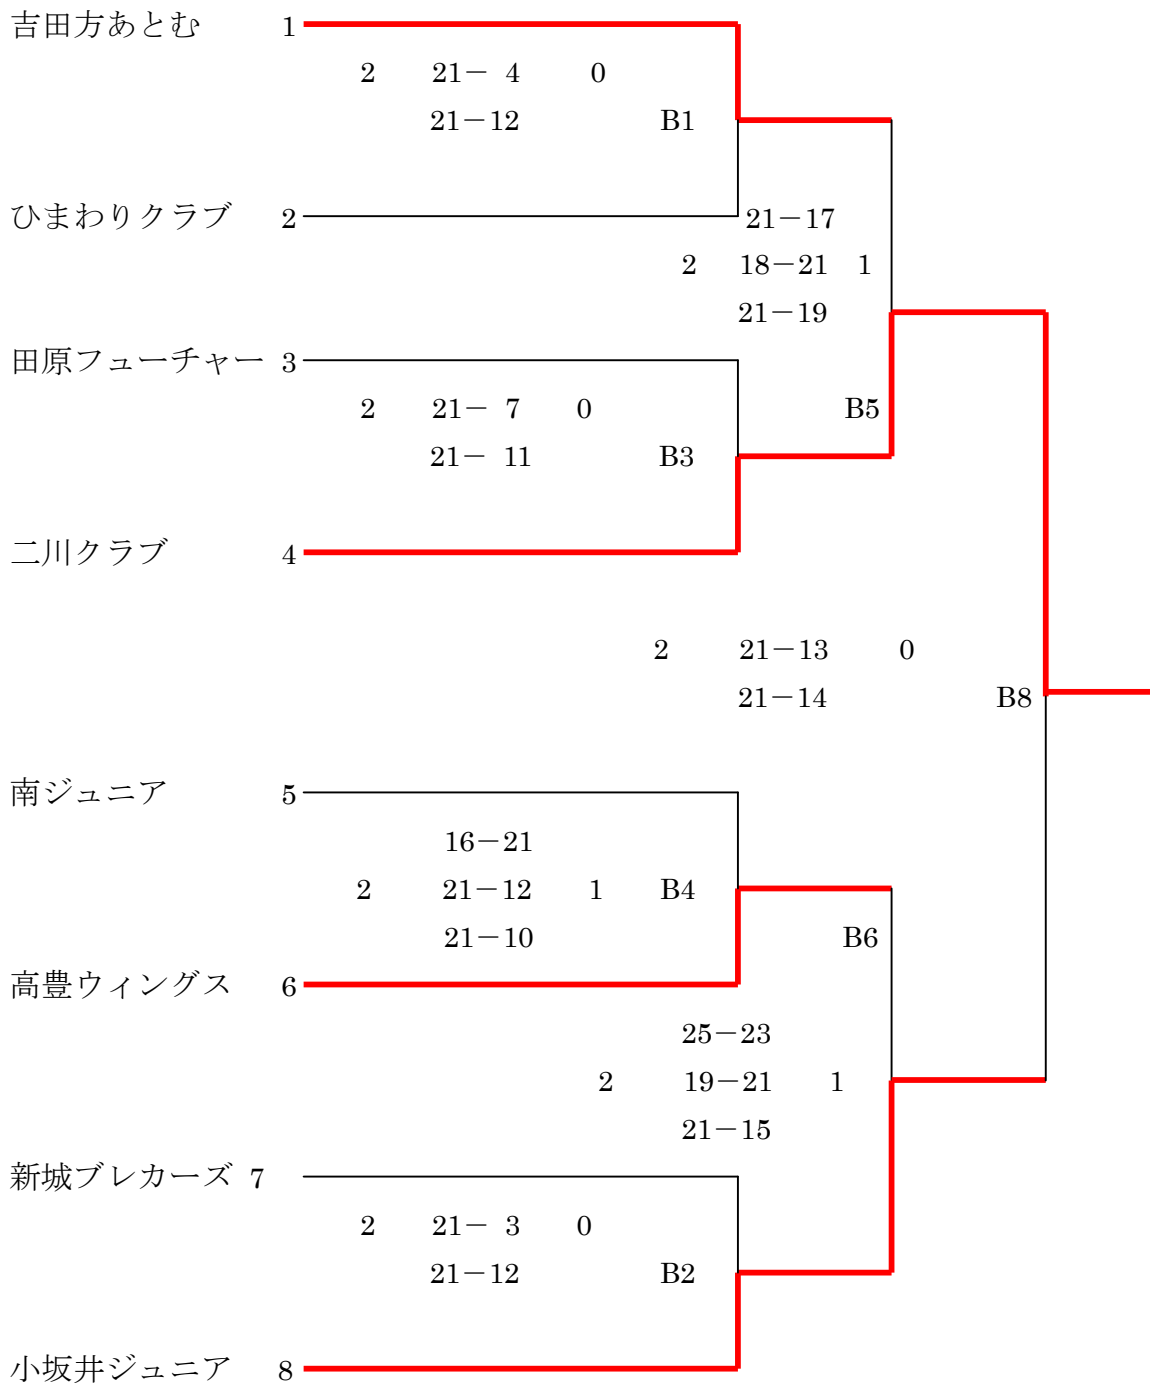 吉田方あとむ 1
2 21－ 4 0
21－12 B1
ひまわりクラブ 2
21－17
2 18－21 1
21－19
田原フューチャー 3
2 21－ 7 0 B5
21－ 11 B3
二川クラブ 4
2 21－13 0
21－14 B8
南ジュニア 5
16－21
2 21－12 1 B4
21－10 B6
高豊ウィングス 6
25－23
2 19－21 1
21－15
新城ブレカーズ 7
2 21－ 3 0
21－12 B2
小坂井ジュニア 8